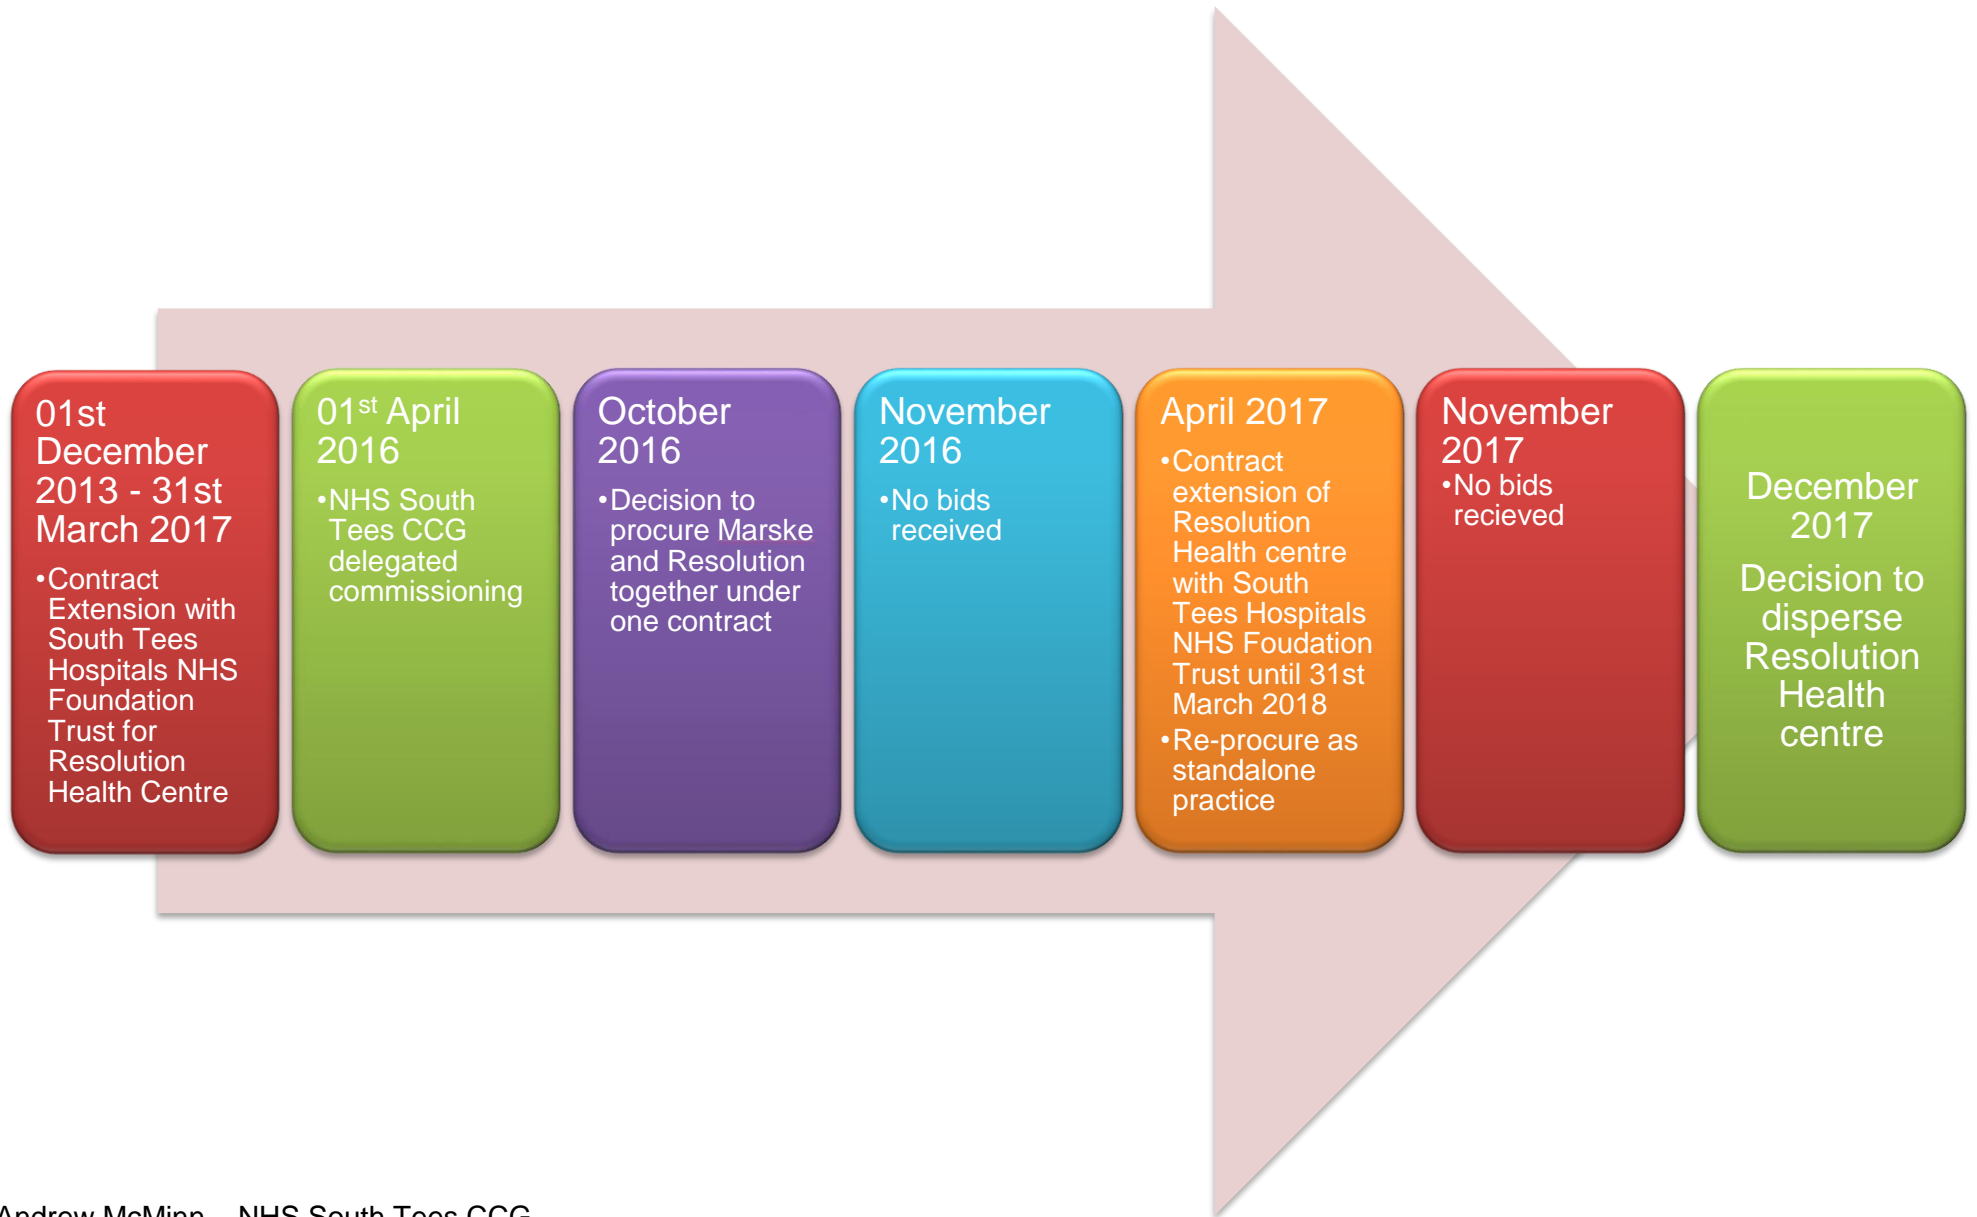 01st
December
2013 - 31st
March 2017
•Contract
Extension with
South Tees
Hospitals NHS
Foundation
Trust for
Resolution
Health Centre
01st April
2016
•NHS South
Tees CCG
delegated
commissioning
October
2016
•Decision to
procure Marske
and Resolution
together under
one contract
November
2016
•No bids
received
April 2017
•Contract
extension of
Resolution
Health centre
with South
Tees Hospitals
NHS Foudation
Trust until 31st
March 2018
•Re-procure as
standalone
practice
November
2017
•No bids
recieved
December
2017
Decision to
disperse
Resolution
Health
centre
Andrew McMinn – NHS South Tees CCG